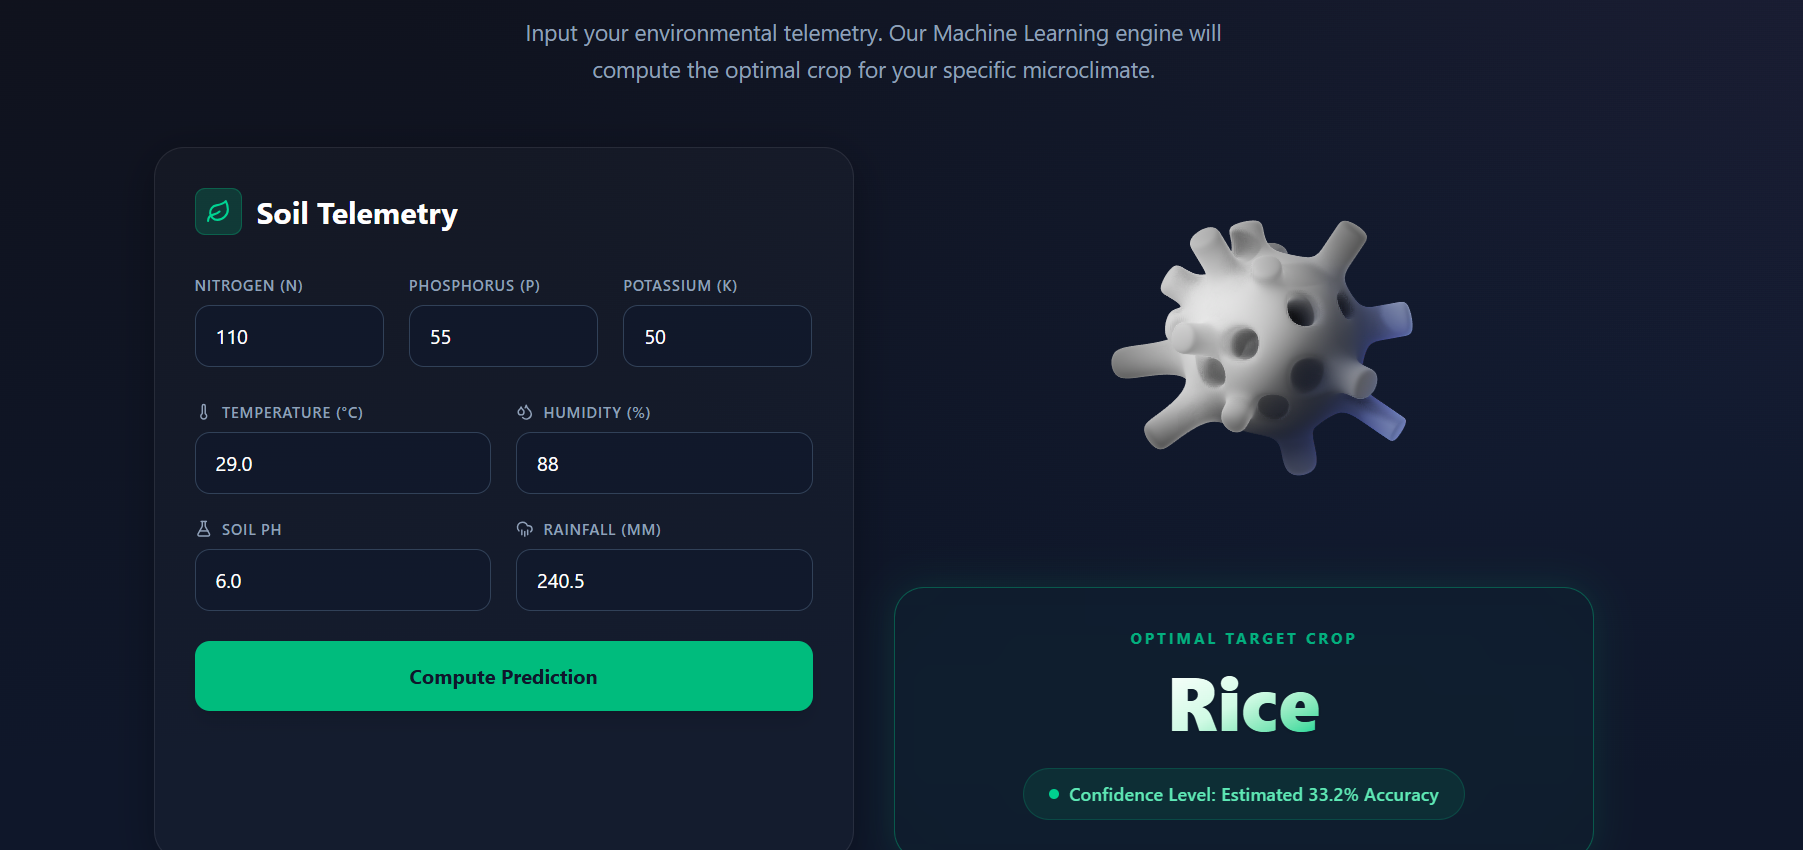 Input your environmental telemetry. Our Machine Learning engine will
compute the optimal crop for your specific microclimate.
Soil Telemetry
NITROGEN (N)
110
PHOSPHORUS (P)
55
POTASSIUM (K)
50
TEMPERATURE (°C)
29.0
HUMIDITY (%)
88
SOIL PH
6.0
RAINFALL (MM)
240.5
Compute Prediction
OPTIMAL TARGET CROP
Rice
Confidence Level: Estimated 33.2% Accuracy